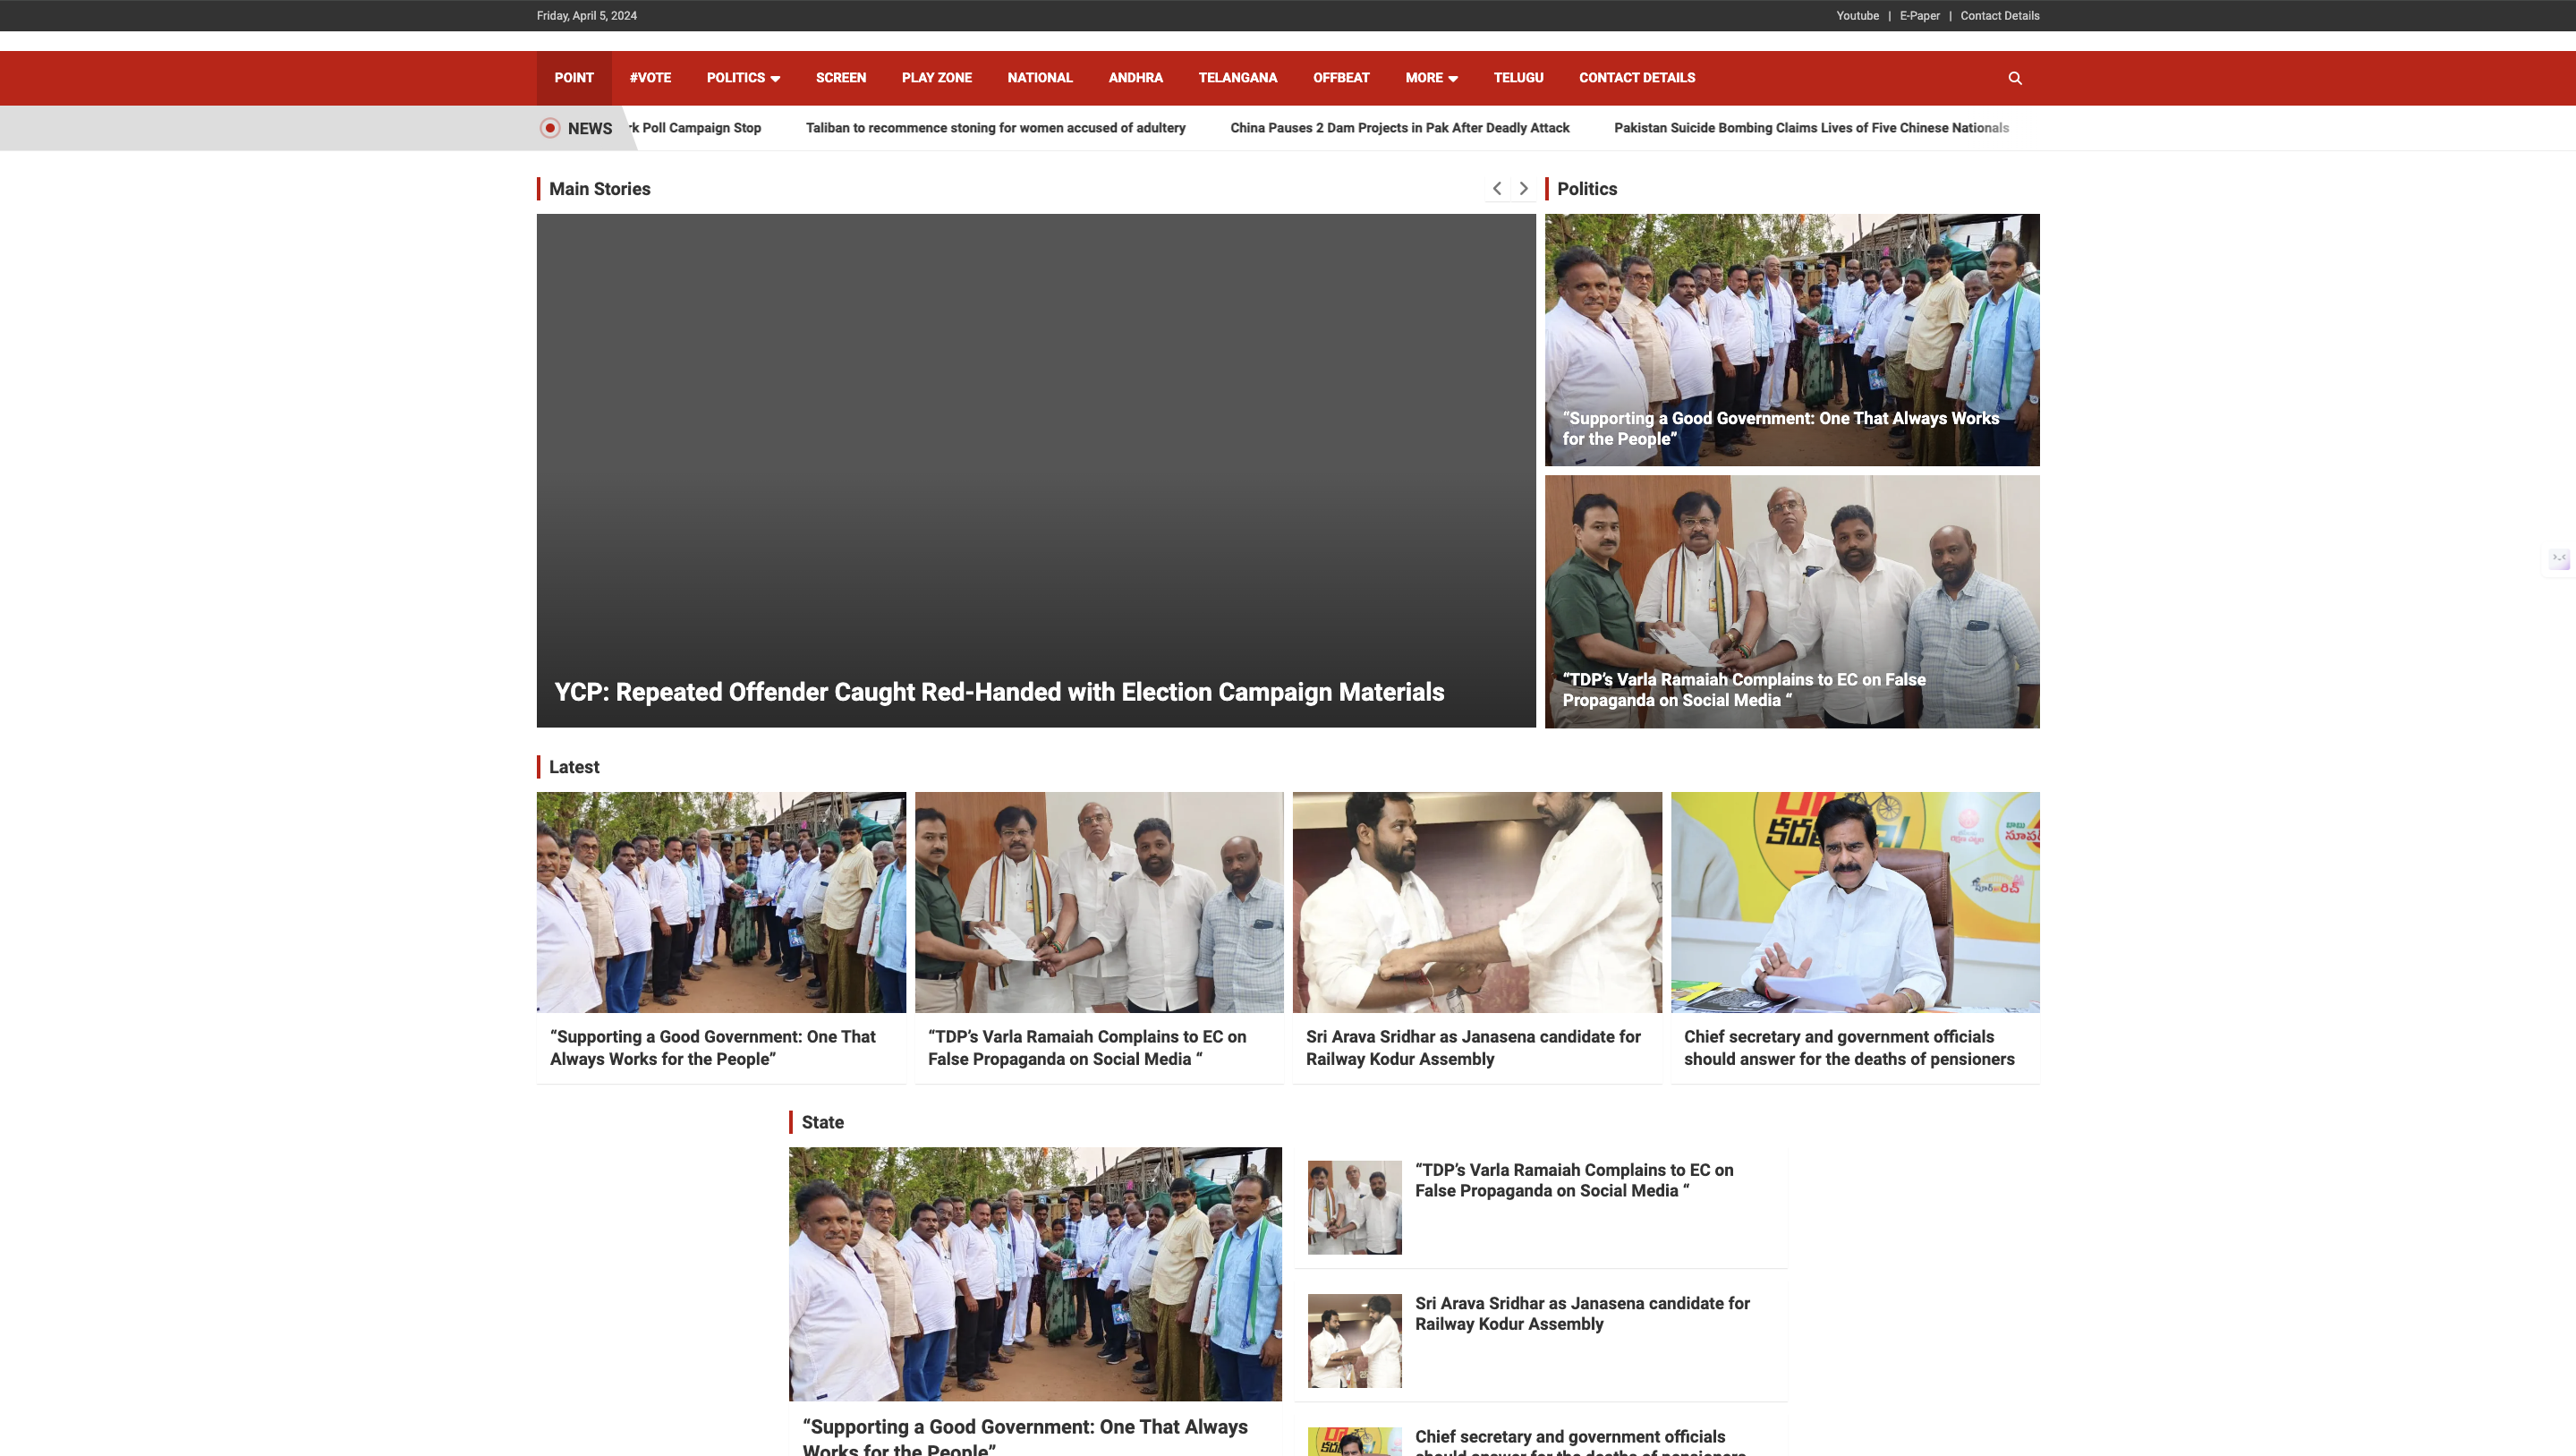 Friday, April 5, 2024
Youtube | E-Paper | Contact Details
POINT #VOTE POLITICS SCREEN PLAY ZONE NATIONAL ANDHRA TELANGANA OFFBEAT MORE TELUGU CONTACT DETAILS
NEWS rk Poll Campaign Stop Taliban to recommence stoning for women accused of adultery China Pauses 2 Dam Projects in Pak After Deadly Attack Pakistan Suicide Bombing Claims Lives of Five Chinese Nationals
Main Stories
YCP: Repeated Offender Caught Red-Handed with Election Campaign Materials
Politics
“Supporting a Good Government: One That Always Works
for the People”
“TDP’s Varla Ramaiah Complains to EC on False
Propaganda on Social Media “
Latest
“Supporting a Good Government: One That
Always Works for the People”
“TDP’s Varla Ramaiah Complains to EC on
False Propaganda on Social Media “
Sri Arava Sridhar as Janasena candidate for
Railway Kodur Assembly
రా
Chief secretary and government officials
should answer for the deaths of pensioners
State
“Supporting a Good Government: One That Always
Works for the People”
“TDP’s Varla Ramaiah Complains to EC on
False Propaganda on Social Media “
Sri Arava Sridhar as Janasena candidate for
Railway Kodur Assembly
Chief secretary and government officials
should answer for the deaths of pensioners